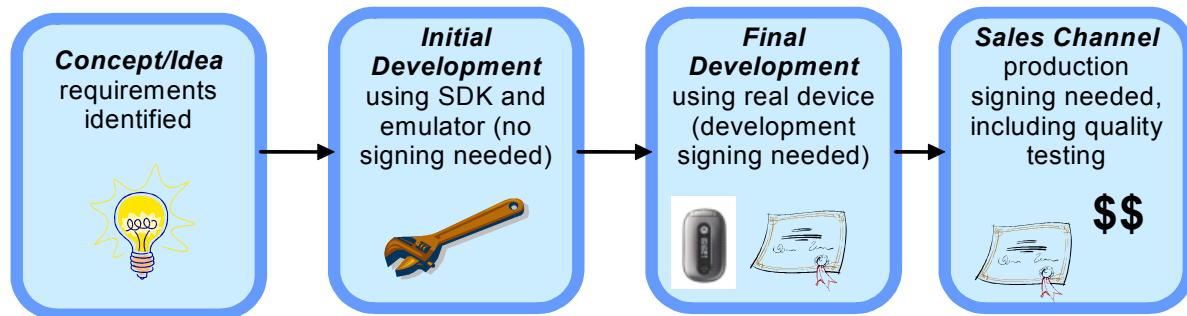 Concept/Idea
requirements
identified
Initial
Development
using SDK and
emulator (no
signing needed)
Final
Development
using real device
(development
signing needed)
Sales Channel
production
signing needed,
including quality
testing
$$